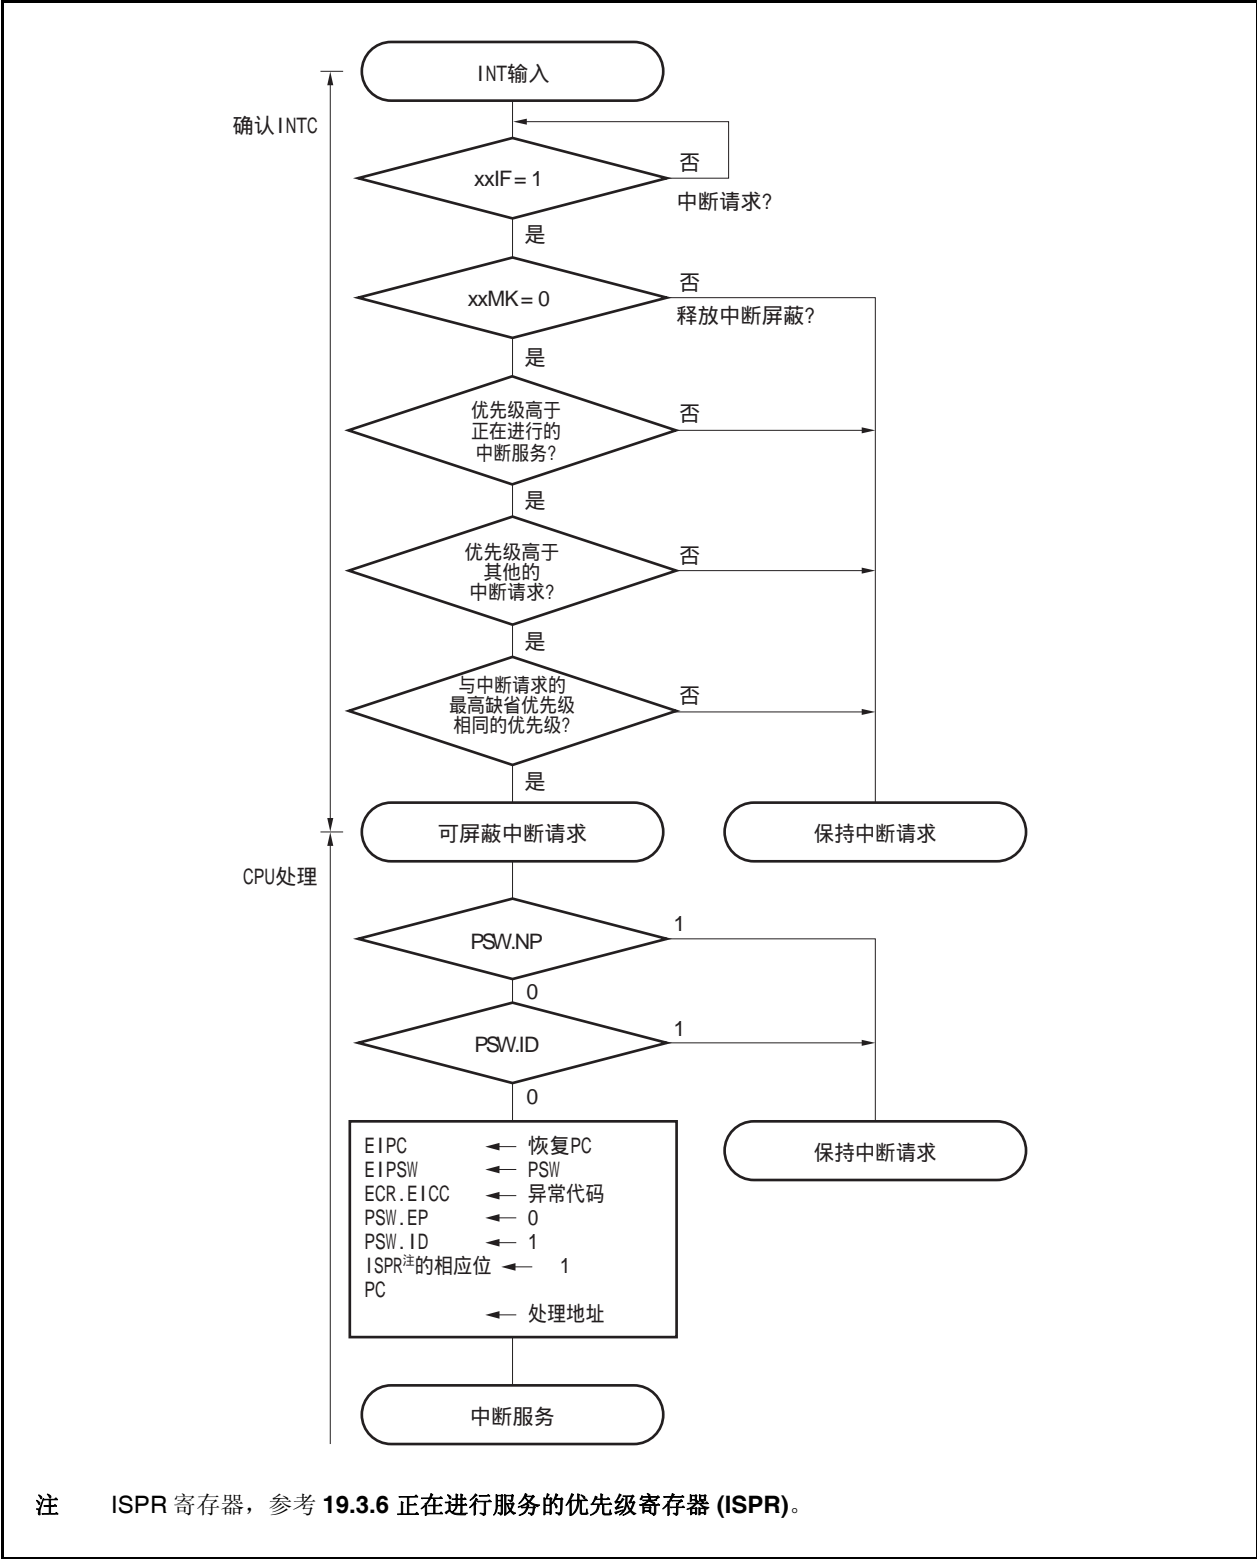 INT输入
确认INTC
xxIF = 1
否
中断请求?
是
xxMK = 0
否
释放中断屏蔽?
是
优先级高于
正在进行的
中断服务?
否
是
优先级高于
其他的
中断请求?
否
是
与中断请求的
最高缺省优先级
相同的优先级?
否
是
可屏蔽中断请求
保持中断请求
CPU处理
PSW.NP
1
0
PSW.ID
1
0
EIPC ← 恢复PC
EIPSW ← PSW
ECR.EICC ← 异常代码
PSW.EP ← 0
PSW.ID ← 1
ISPR注的相应位 ← 1
PC
← 处理地址
保持中断请求
中断服务
注 ISPR 寄存器，参考 19.3.6 正在进行服务的优先级寄存器 (ISPR)。